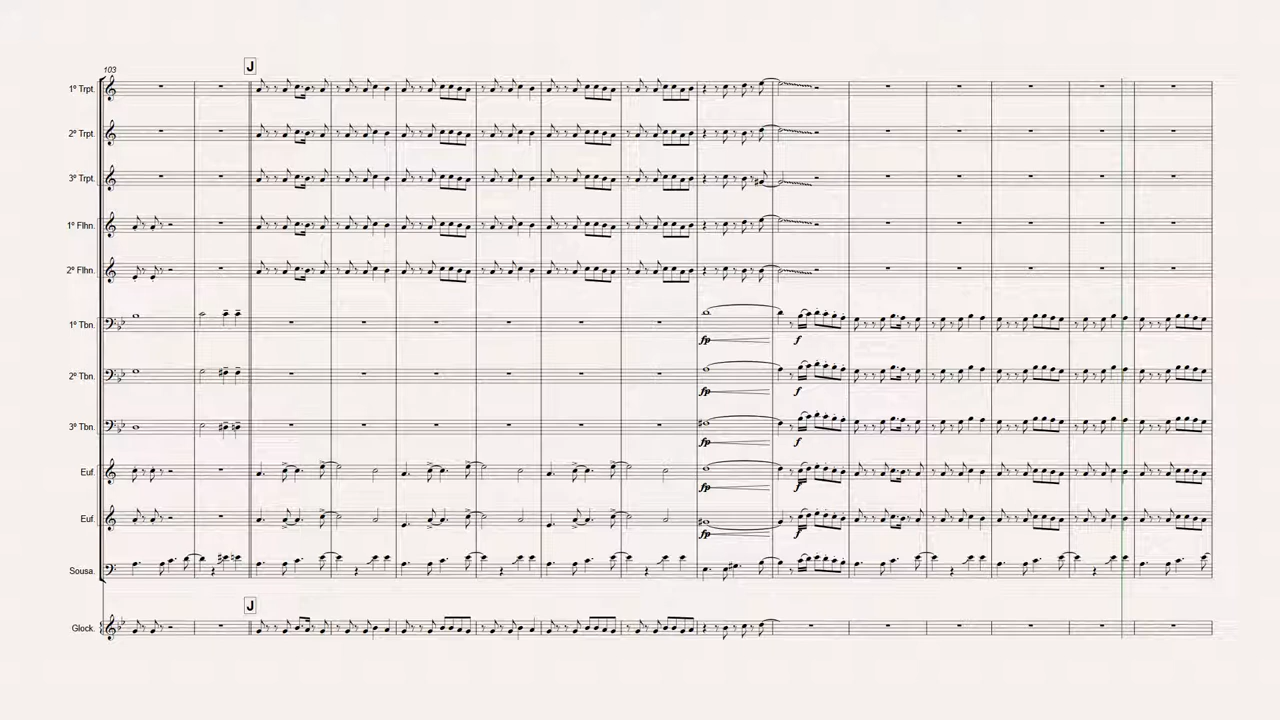 103
J
1º Trpt.
2º Trpt.
3º Trpt.
1º Flhn.
2º Flhn.
1º Tbn.
fp f
2º Tbn.
fp f
3º Tbn.
fp f
Euf.
fp f
Euf.
fp f
Sousa.
J
Glock.